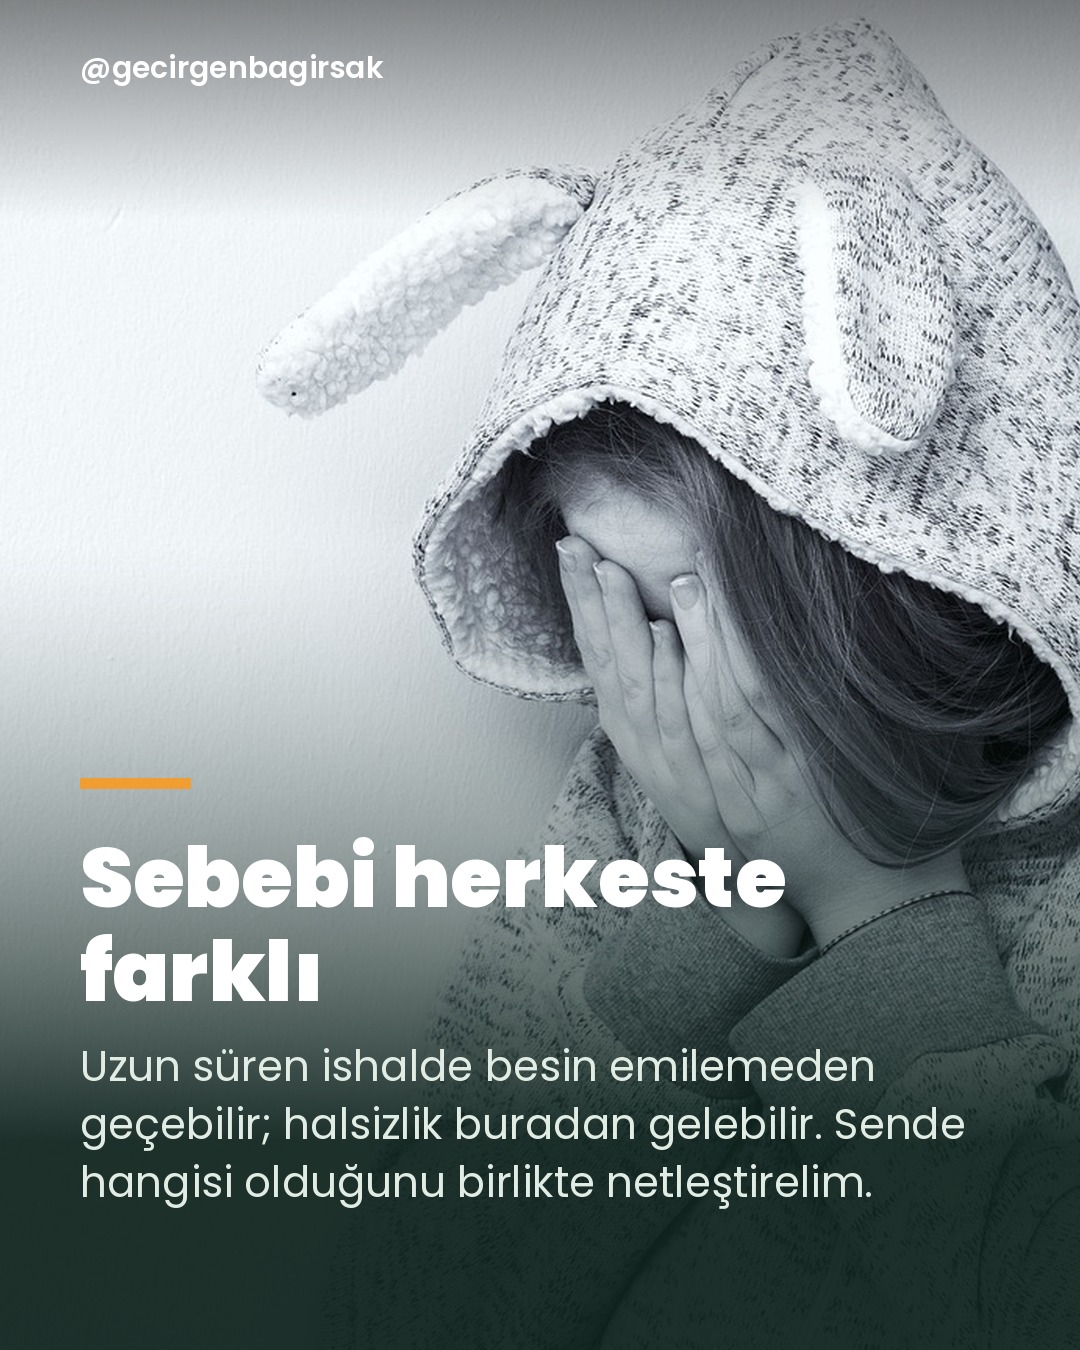 @gecirgenbagirsak
Sebebi herkeste
farklı
Uzun süren ishalde besin emilemeden
geçebilir; halsizlik buradan gelebilir. Sende
hangisi olduğunu birlikte netleştirelim.